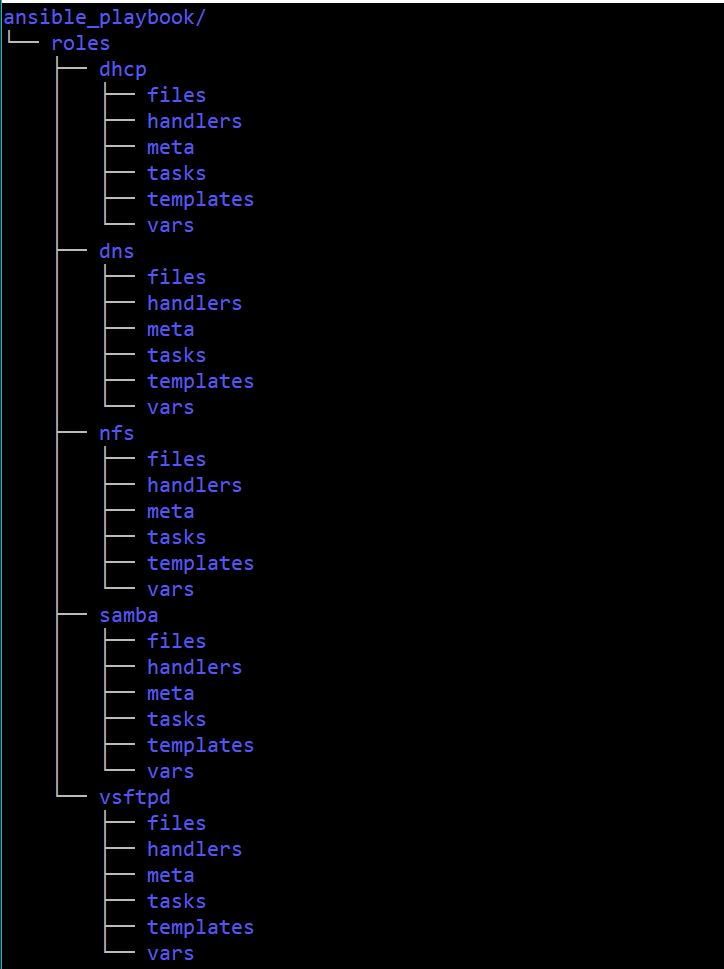 ansible_playbook/
└── roles
    ├── dhcp
    │   ├── files
    │   ├── handlers
    │   ├── meta
    │   ├── tasks
    │   ├── templates
    │   └── vars
    ├── dns
    │   ├── files
    │   ├── handlers
    │   ├── meta
    │   ├── tasks
    │   ├── templates
    │   └── vars
    ├── nfs
    │   ├── files
    │   ├── handlers
    │   ├── meta
    │   ├── tasks
    │   ├── templates
    │   └── vars
    ├── samba
    │   ├── files
    │   ├── handlers
    │   ├── meta
    │   ├── tasks
    │   ├── templates
    │   └── vars
    └── vsftpd
        ├── files
        ├── handlers
        ├── meta
        ├── tasks
        ├── templates
        └── vars